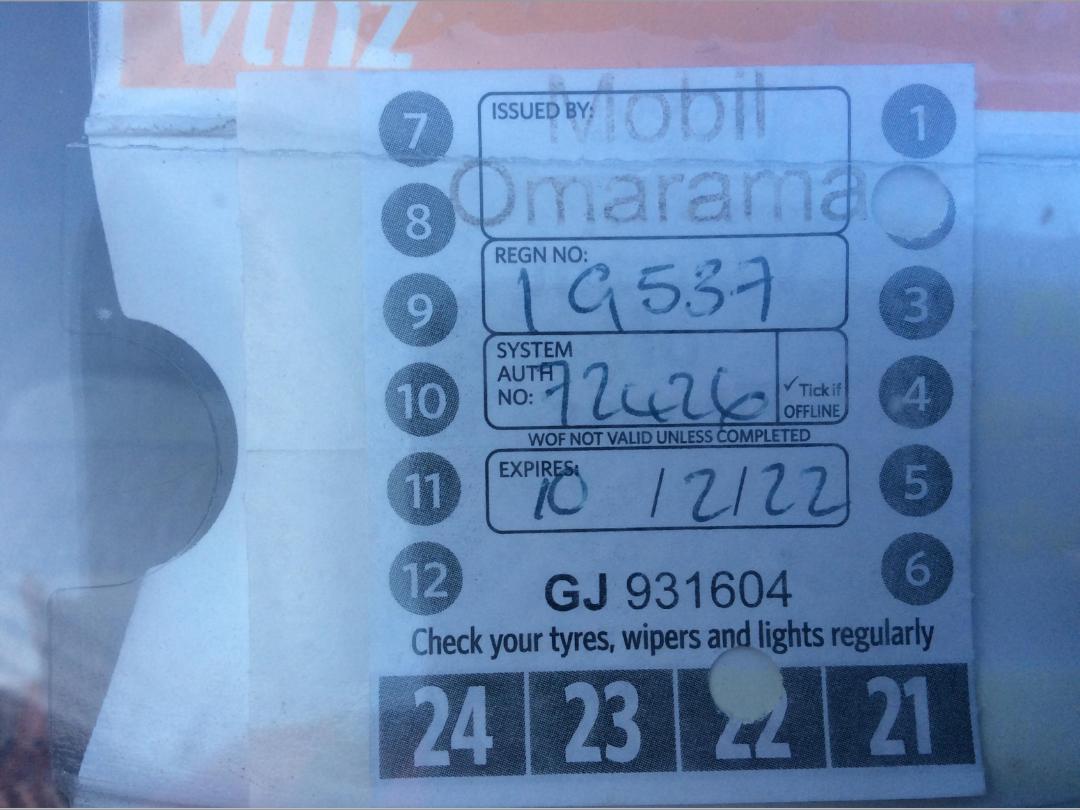 vtnz
7 ISSUED BY: Mobil 1
8 Omarama
REGN NO:
9 1G537 3
SYSTEM
AUTH
NO: 72426
10 ✓ Tick if 4
OFFLINE
WOF NOT VALID UNLESS COMPLETED
EXPIRES:
11 10 /2/22 5
12 GJ 931604 6
Check your tyres, wipers and lights regularly
24 23 22 21